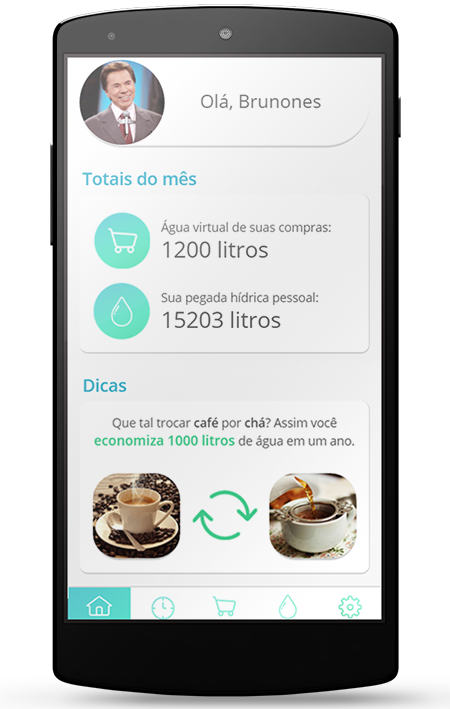 Olá, Brunones
Totais do mês
Água virtual de suas compras:
1200 litros
Sua pegada hídrica pessoal:
15203 litros
Dicas
Que tal trocar café por chá? Assim você
economiza 1000 litros de água em um ano.